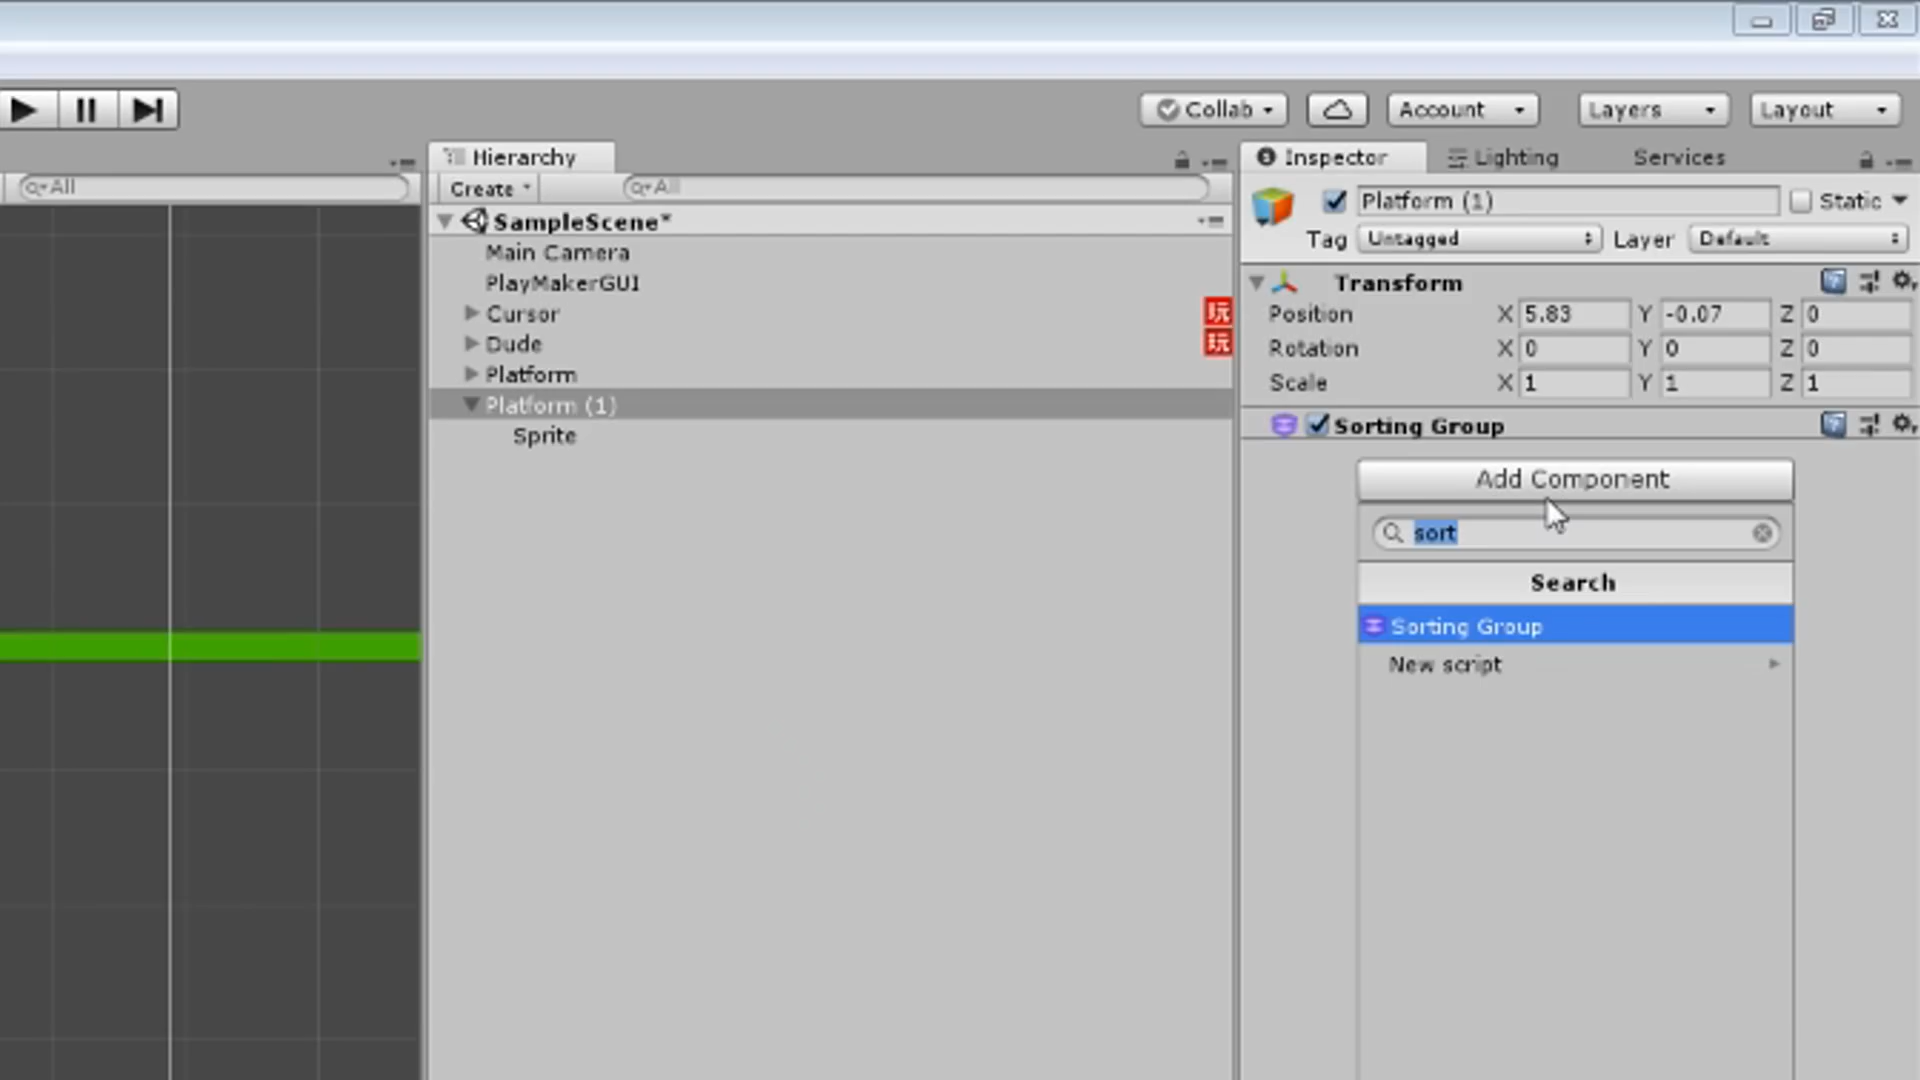 Collab
Account
Layers
Layout
Hierarchy
Inspector
Lighting
Services
All
Create
All
SampleScene*
Main Camera
PlayMakerGUI
Cursor
玩
Dude
玩
Platform
Platform (1)
Sprite
Platform (1)
Static
Tag Untagged Layer Default
Transform
Position X 5.83 Y -0.07 Z 0
Rotation X 0 Y 0 Z 0
Scale X 1 Y 1 Z 1
Sorting Group
Add Component
sort
Search
Sorting Group
New script